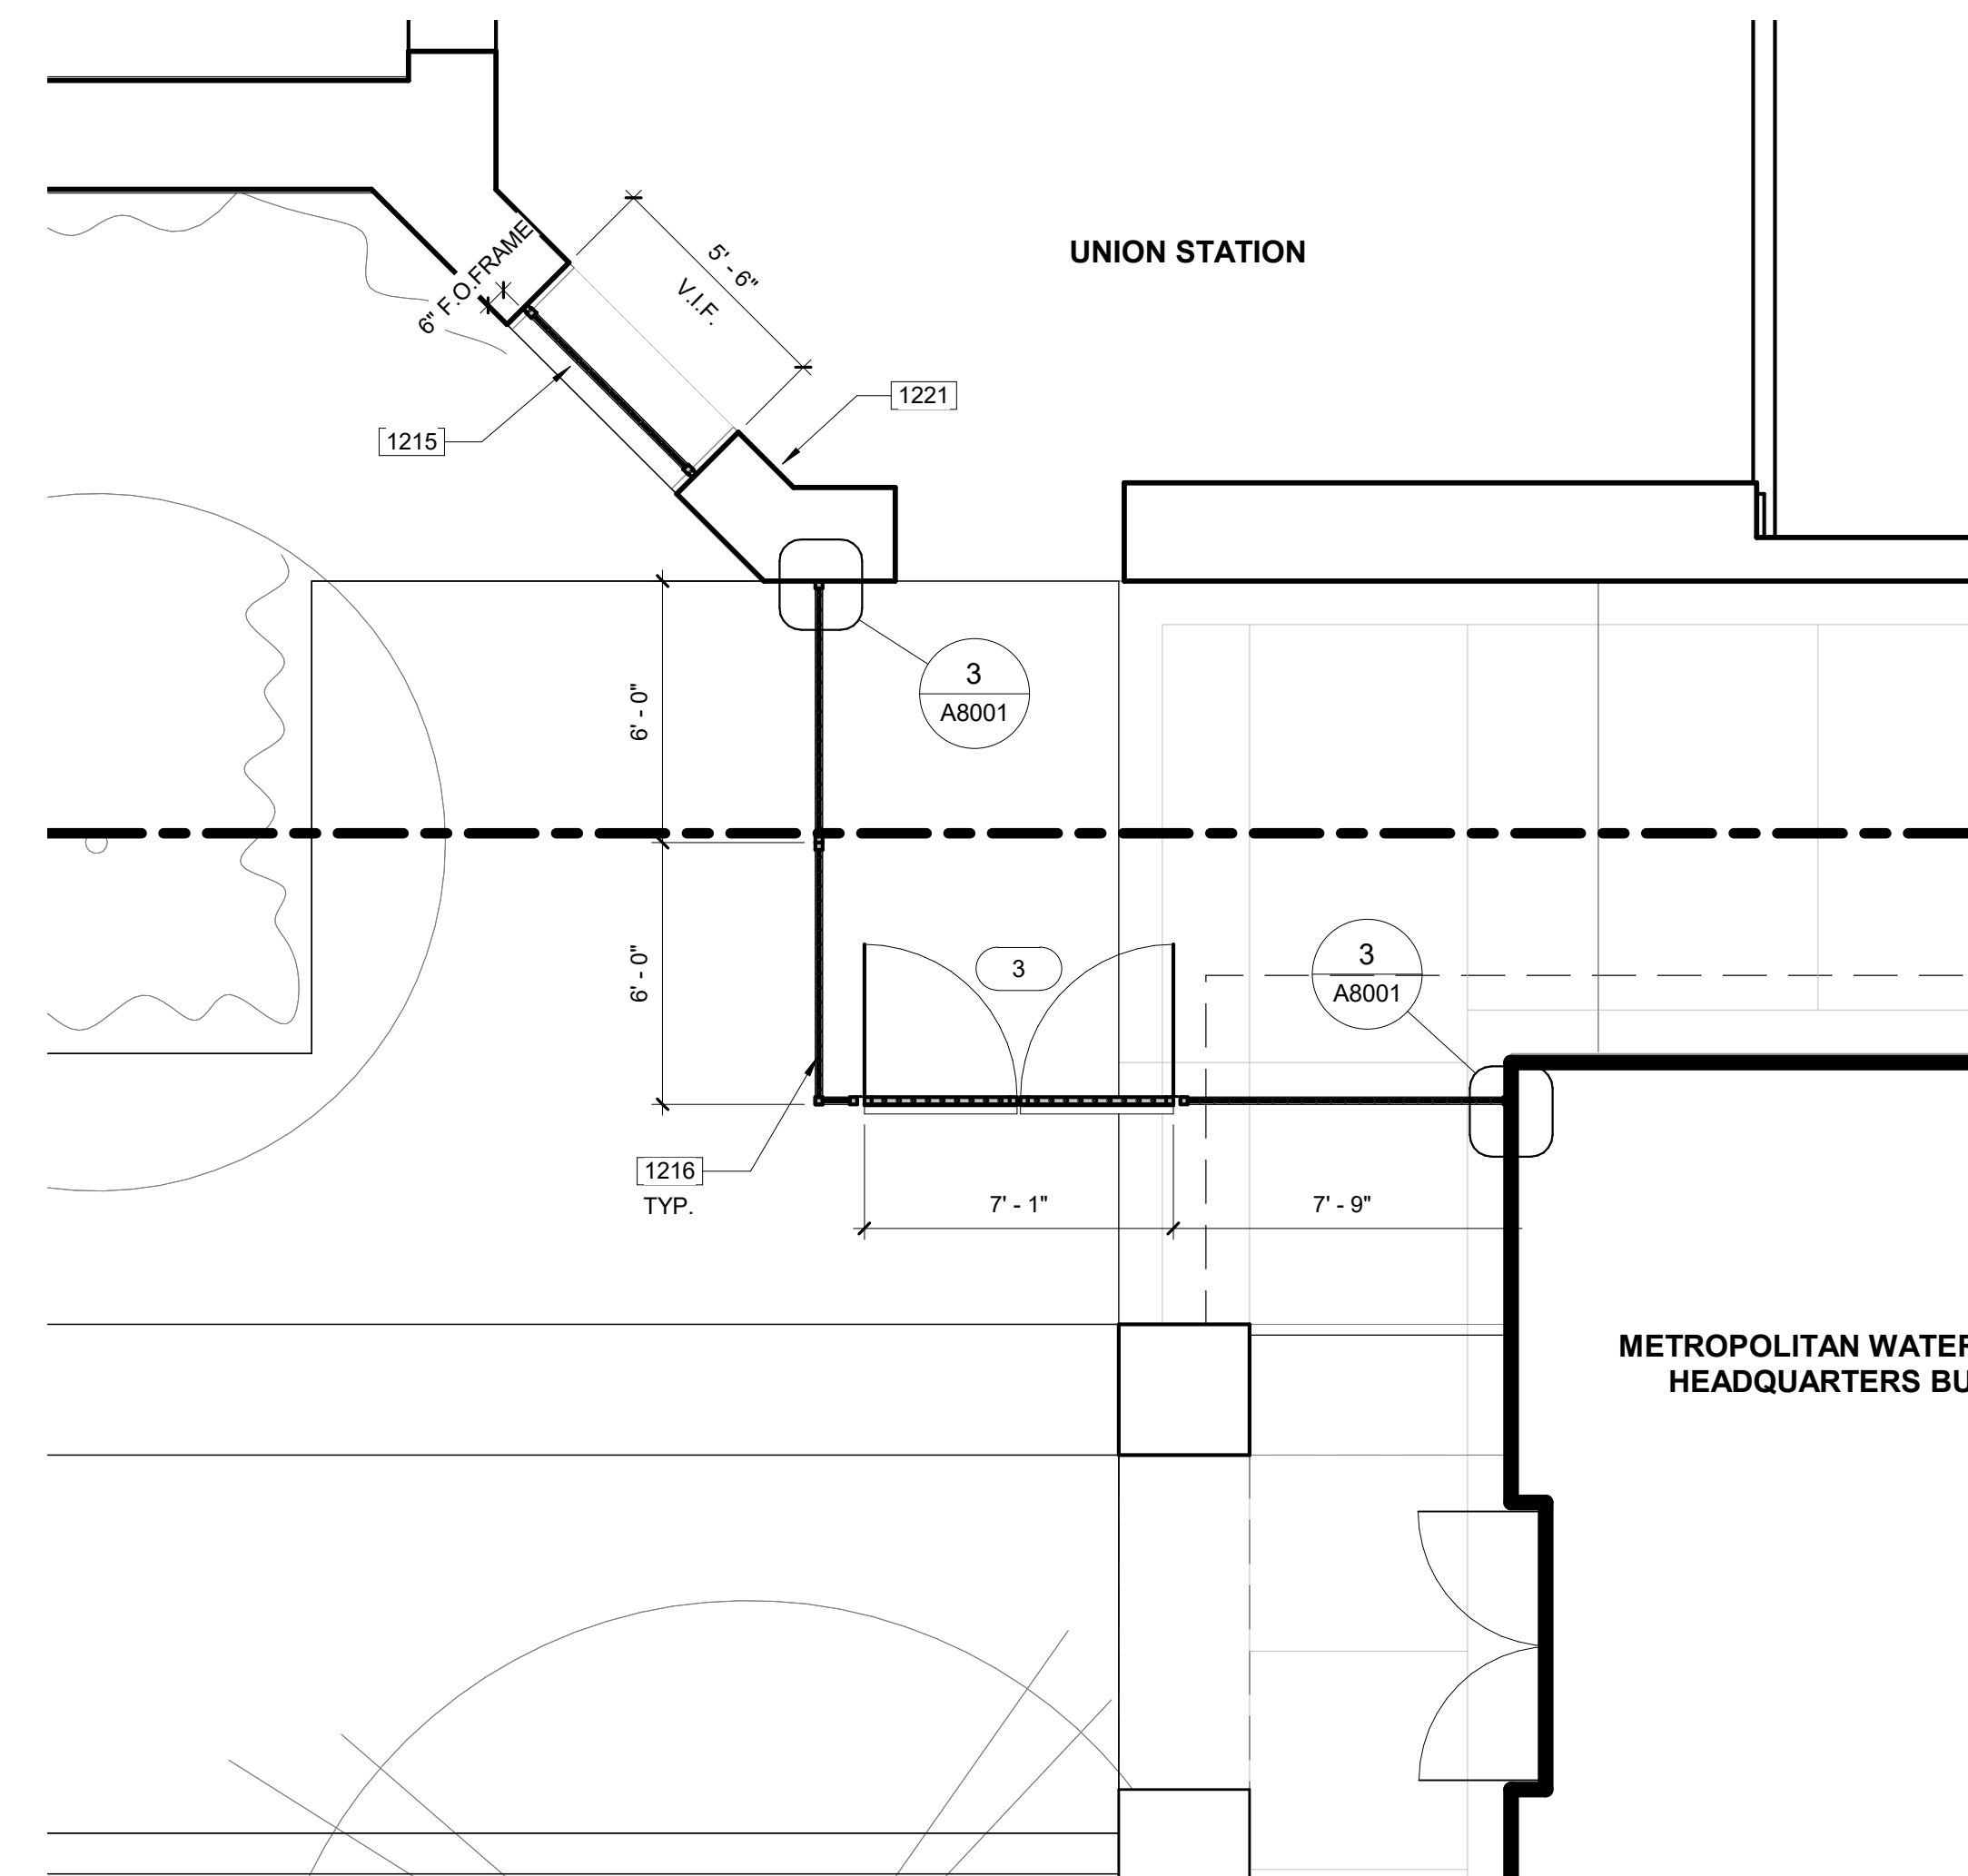 UNION STATION
6" F.O.FRAME
5' - 6"
V.I.F.
1221
1215
3
A8001
6' - 0"
6' - 0"
3
3
A8001
1216
TYP.
7' - 1"
7' - 9"
METROPOLITAN WATER
HEADQUARTERS BU